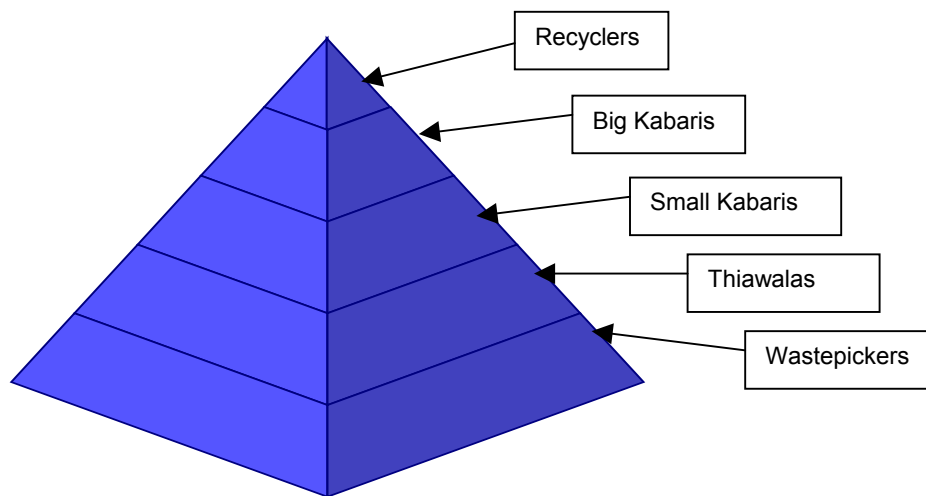 Recyclers
Big Kabaris
Small Kabaris
Thiawalas
Wastepickers